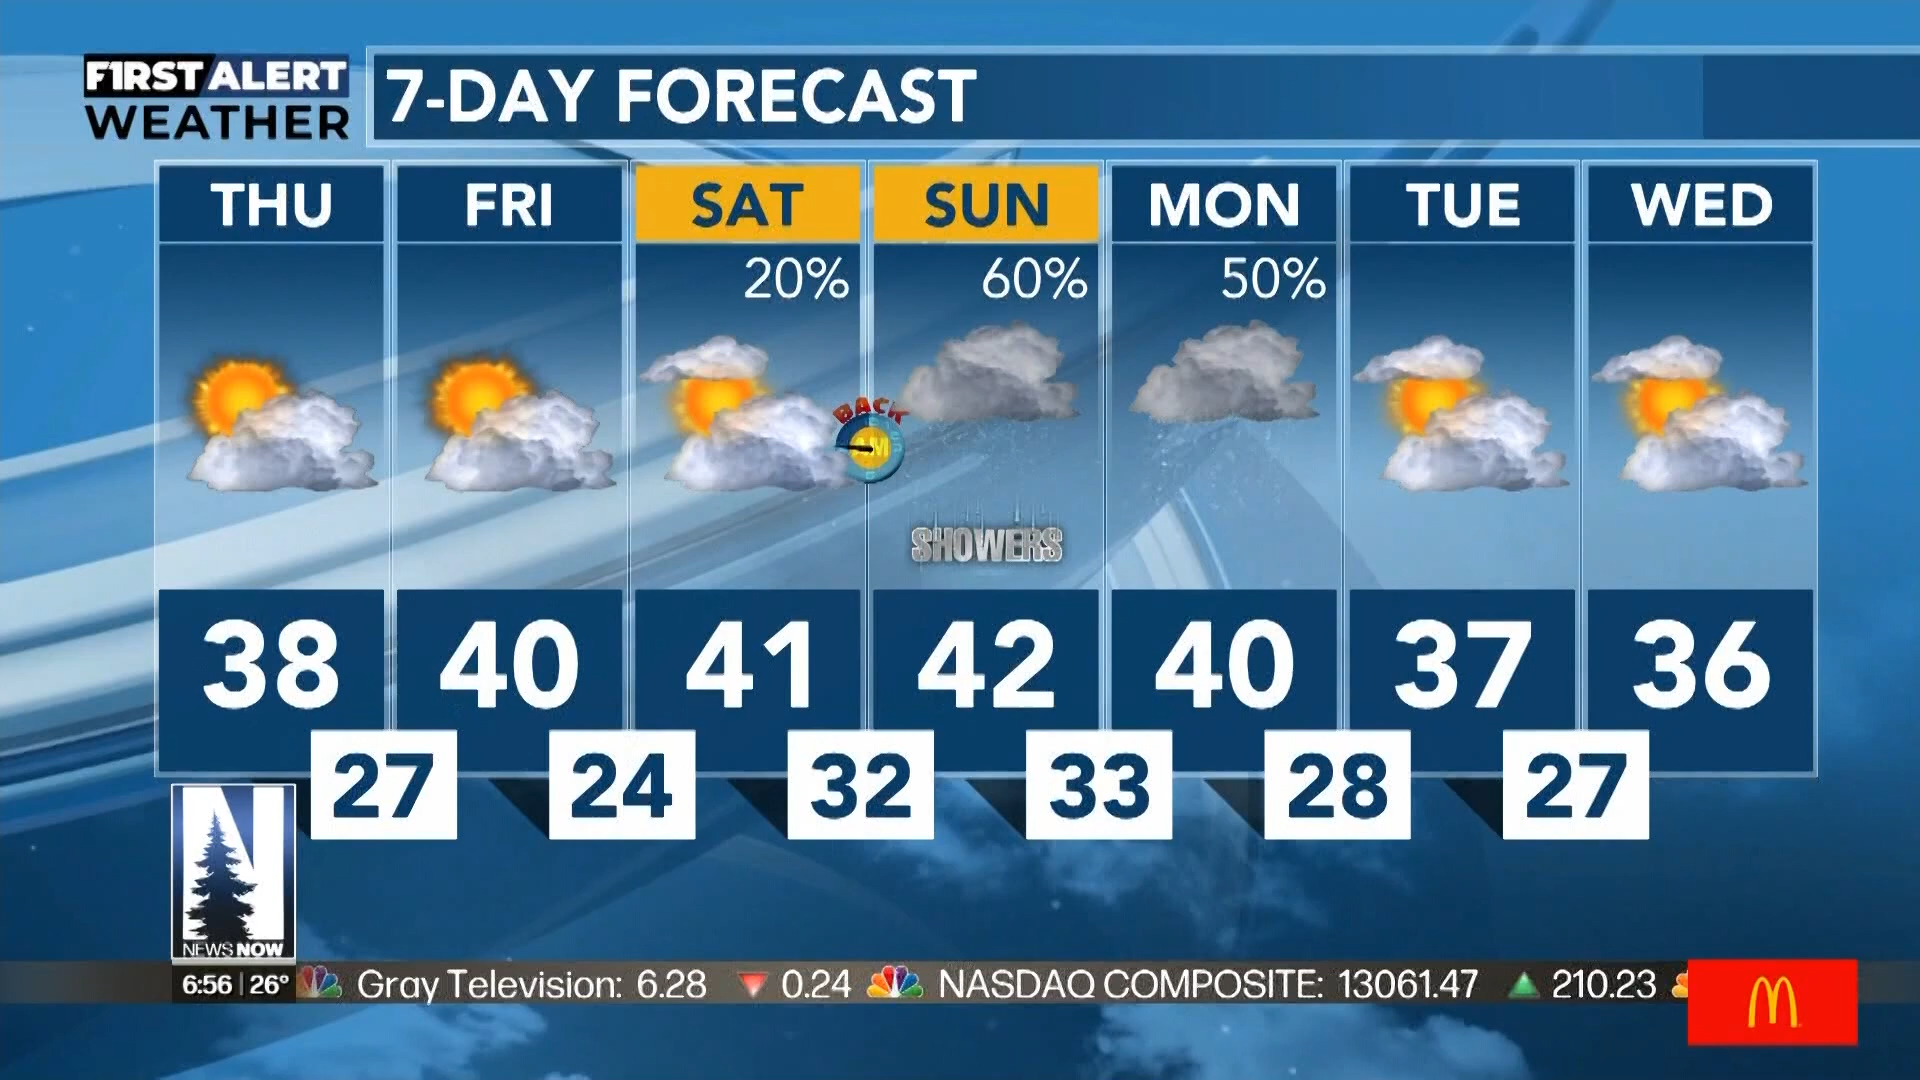 FIRST ALERT
WEATHER
7-DAY FORECAST
THU FRI SAT SUN MON TUE WED
20% 60% 50%
BACK
AM
SHOWERS
38 40 41 42 40 37 36
27 24 32 33 28 27
N
NEWS NOW
6:56 26° Gray Television: 6.28 ▼ 0.24 NASDAQ COMPOSITE: 13061.47 ▲ 210.23
M